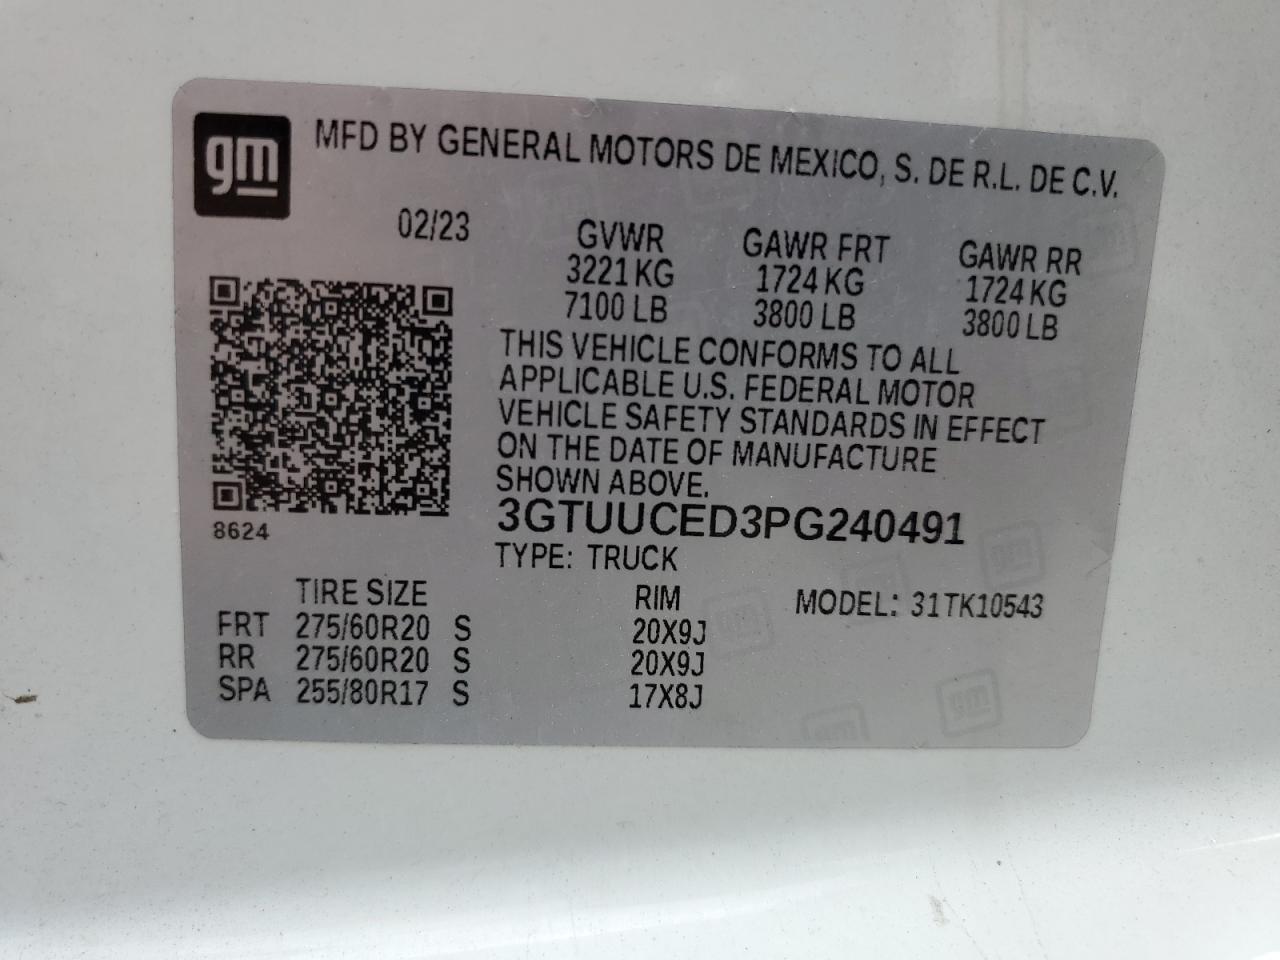 gm
MFD BY GENERAL MOTORS DE MEXICO, S. DE R.L. DE C.V.
02/23
GVWR GAWR FRT GAWR RR
3221 KG 1724 KG 1724 KG
7100 LB 3800 LB 3800 LB
THIS VEHICLE CONFORMS TO ALL
APPLICABLE U.S. FEDERAL MOTOR
VEHICLE SAFETY STANDARDS IN EFFECT
ON THE DATE OF MANUFACTURE
SHOWN ABOVE.
8624
3GTUUCED3PG240491
TYPE: TRUCK
TIRE SIZE RIM MODEL: 31TK10543
FRT 275/60R20 S 20X9J
RR 275/60R20 S 20X9J
SPA 255/80R17 S 17X8J
gm
gm
gm